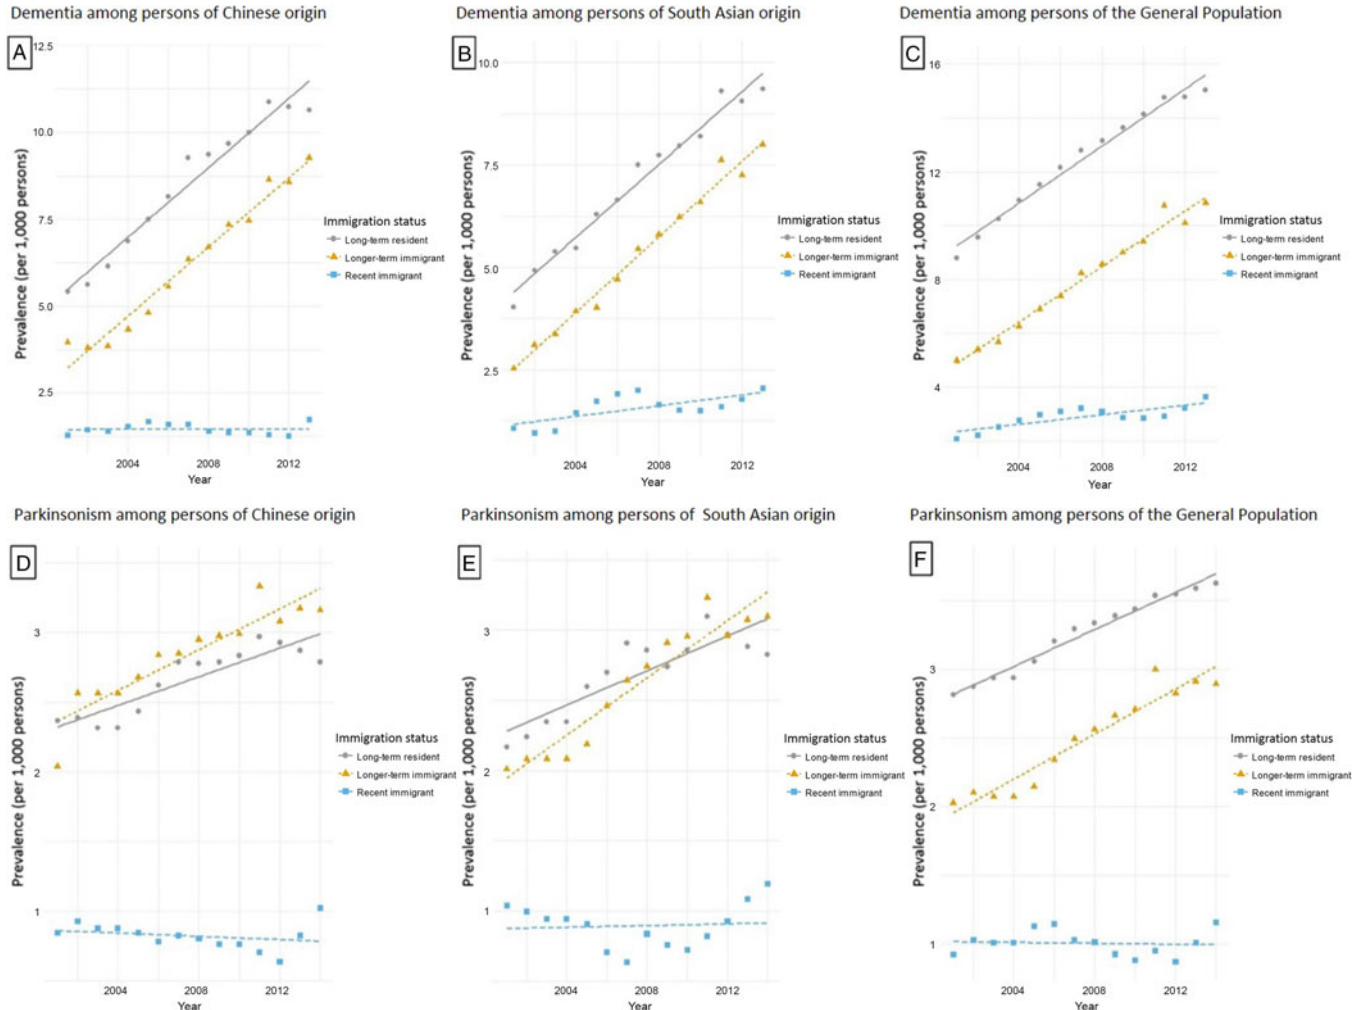 Dementia among persons of Chinese origin
A
12.5
10.0
7.5
5.0
2.5
Prevalence (per 1,000 persons)
2004 2008 2012
Year
Immigration status
Long-term resident
Longer-term immigrant
Recent immigrant
Dementia among persons of South Asian origin
B
10.0
7.5
5.0
2.5
Prevalence (per 1,000 persons)
2004 2008 2012
Year
Immigration status
Long-term resident
Longer-term immigrant
Recent immigrant
Dementia among persons of the General Population
C
16
12
8
4
Prevalence (per 1,000 persons)
2004 2008 2012
Year
Immigration status
Long-term resident
Longer-term immigrant
Recent immigrant
Parkinsonism among persons of Chinese origin
D
3
2
1
Prevalence (per 1,000 persons)
2004 2008 2012
Year
Immigration status
Long-term resident
Longer-term immigrant
Recent immigrant
Parkinsonism among persons of South Asian origin
E
3
2
1
Prevalence (per 1,000 persons)
2004 2008 2012
Year
Immigration status
Long-term resident
Longer-term immigrant
Recent immigrant
Parkinsonism among persons of the General Population
F
3
2
1
Prevalence (per 1,000 persons)
2004 2008 2012
Year
Immigration status
Long-term resident
Longer-term immigrant
Recent immigrant